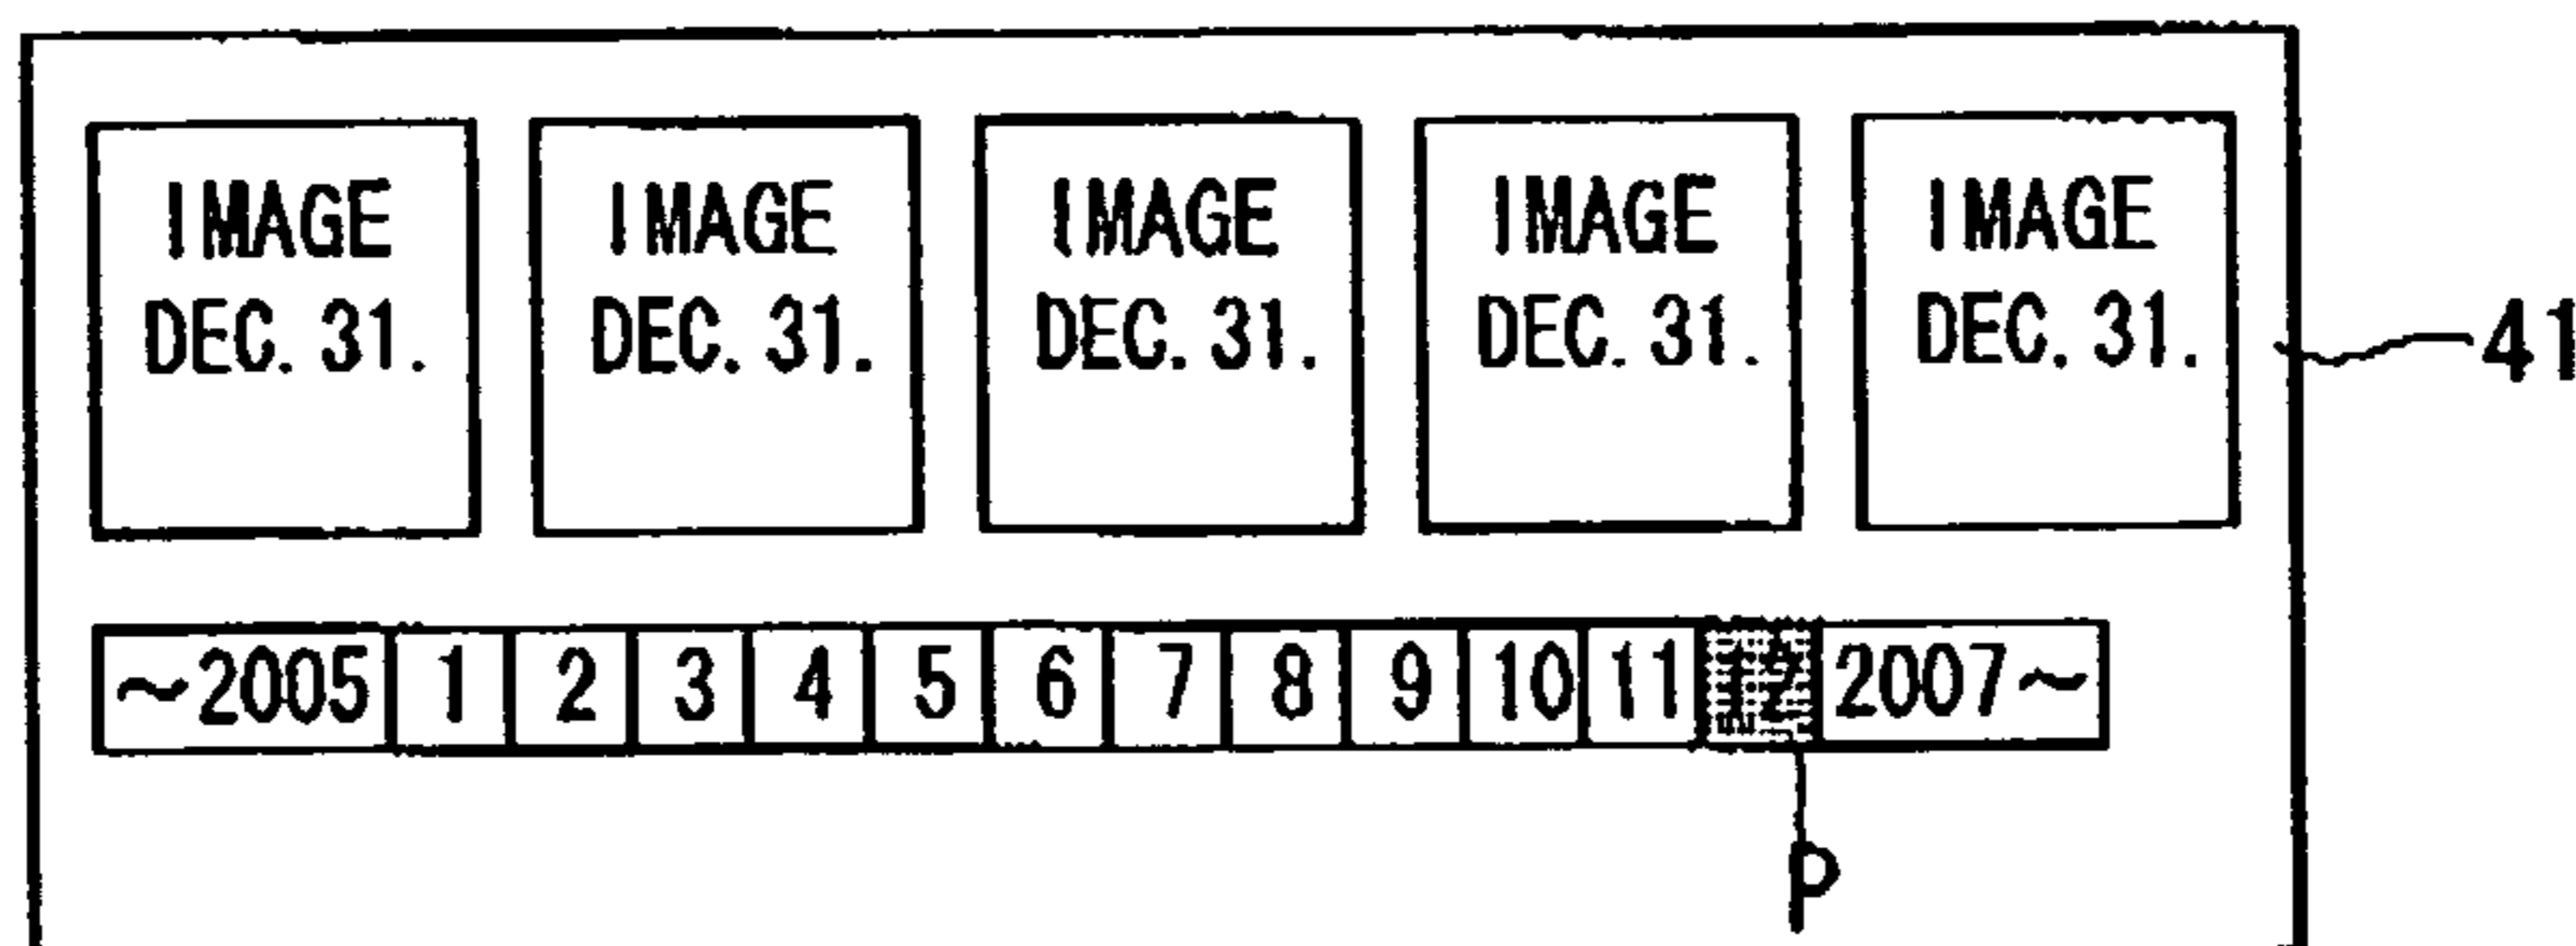 IMAGE IMAGE IMAGE IMAGE IMAGE
DEC. 31. DEC. 31. DEC. 31. DEC. 31. DEC. 31.
41
~2005 1 2 3 4 5 6 7 8 9 10 11 12 2007~
P